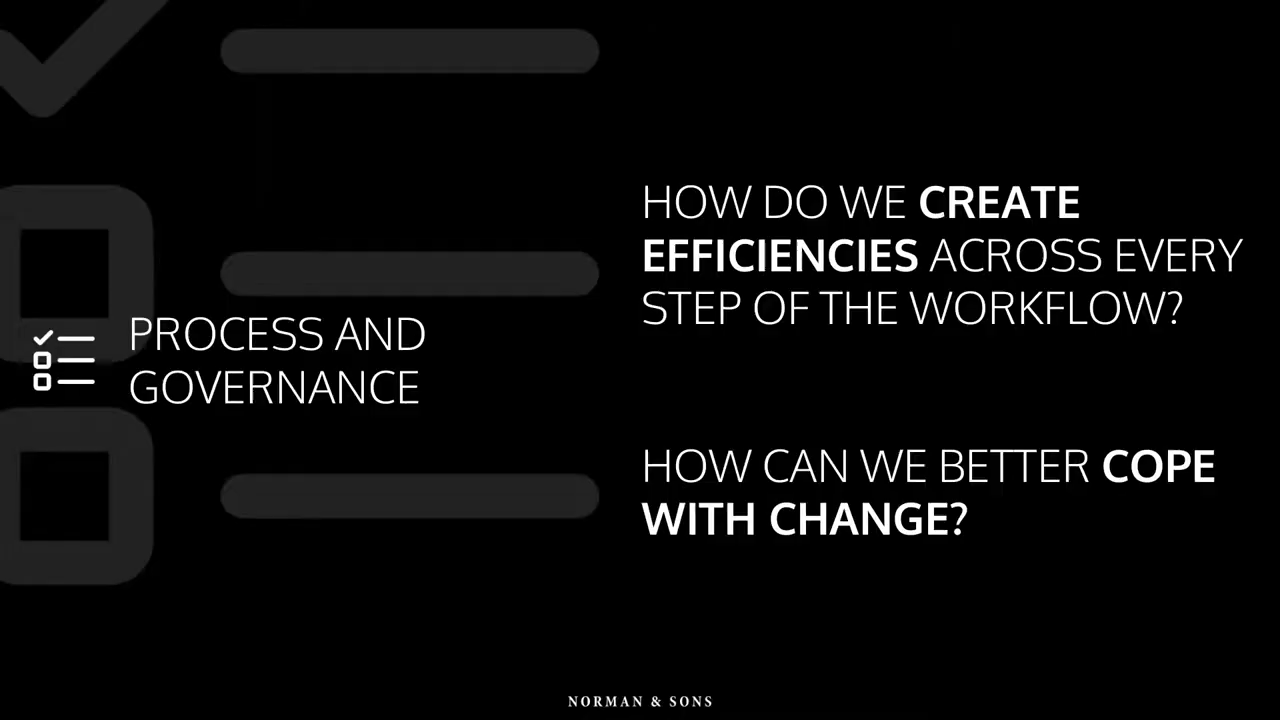 PROCESS AND
GOVERNANCE
HOW DO WE CREATE
EFFICIENCIES ACROSS EVERY
STEP OF THE WORKFLOW?
HOW CAN WE BETTER COPE
WITH CHANGE?
NORMAN & SONS